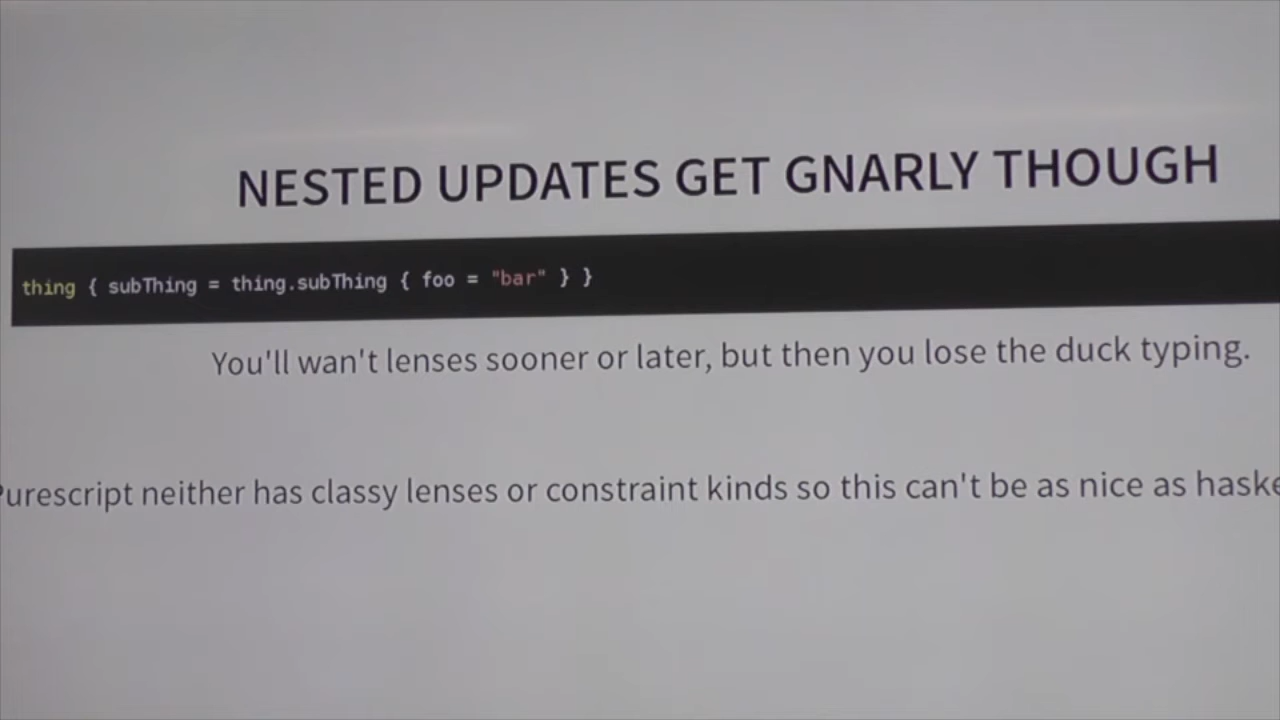 NESTED UPDATES GET GNARLY THOUGH
thing { subThing = thing.subThing { foo = "bar" } }
You'll wan't lenses sooner or later, but then you lose the duck typing.
Purescript neither has classy lenses or constraint kinds so this can't be as nice as haske